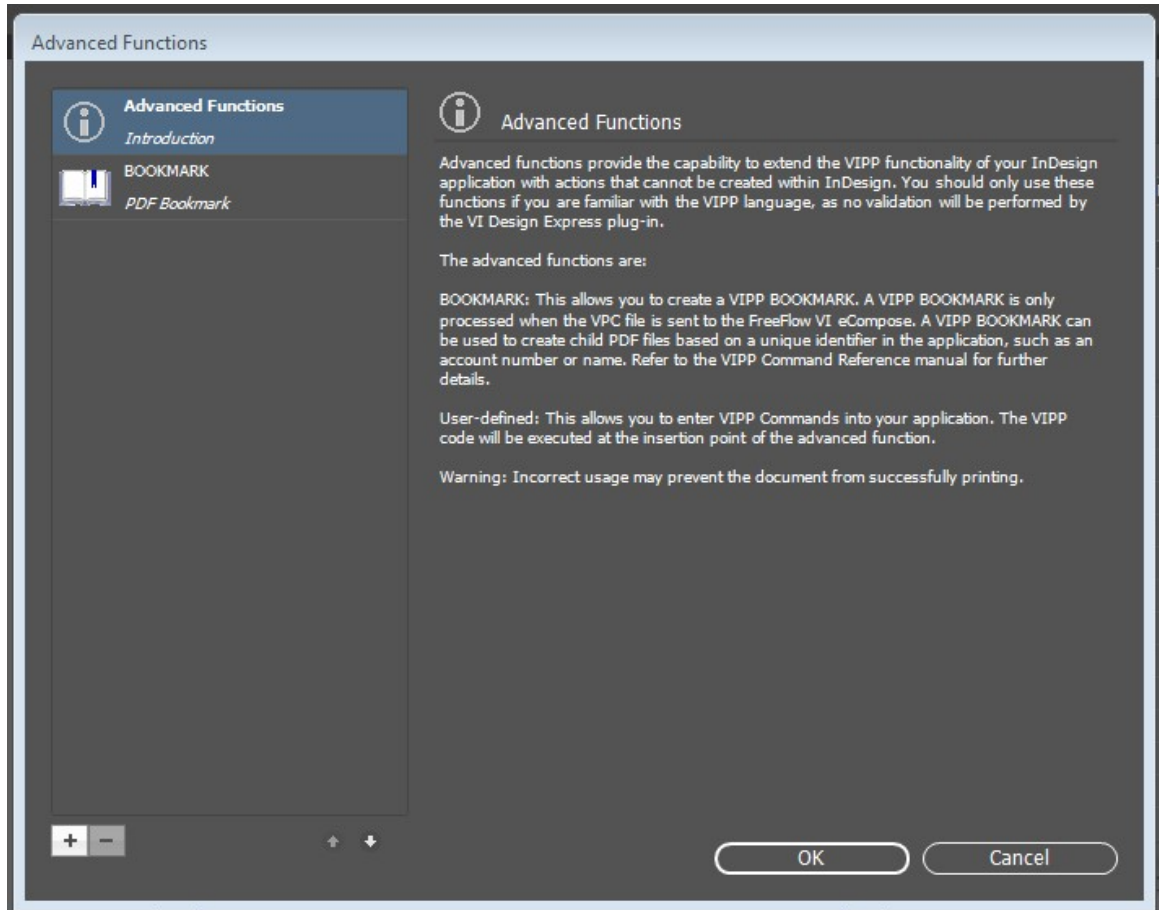 Advanced Functions
Advanced Functions
Introduction
BOOKMARK
PDF Bookmark
Advanced Functions
Advanced functions provide the capability to extend the VIPP functionality of your InDesign
application with actions that cannot be created within InDesign. You should only use these
functions if you are familiar with the VIPP language, as no validation will be performed by
the VI Design Express plug-in.
The advanced functions are:
BOOKMARK: This allows you to create a VIPP BOOKMARK. A VIPP BOOKMARK is only
processed when the VPC file is sent to the FreeFlow VI eCompose. A VIPP BOOKMARK can
be used to create child PDF files based on a unique identifier in the application, such as an
account number or name. Refer to the VIPP Command Reference manual for further
details.
User-defined: This allows you to enter VIPP Commands into your application. The VIPP
code will be executed at the insertion point of the advanced function.
Warning: Incorrect usage may prevent the document from successfully printing.
OK
Cancel